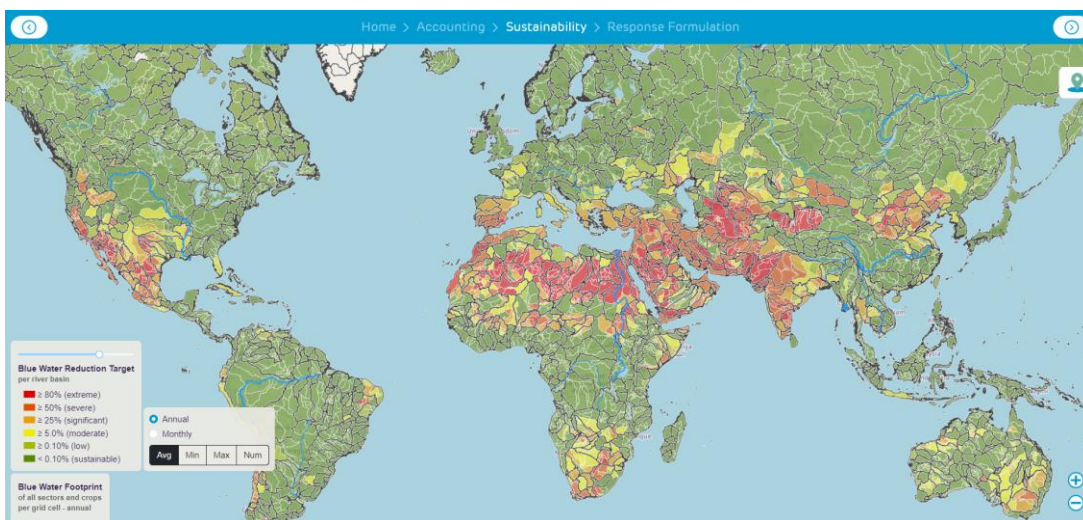 Home > Accounting > Sustainability > Response Formulation
Blue Water Reduction Target
per river basin
≥ 80% (extreme)
≥ 50% (severe)
≥ 25% (significant)
≥ 5.0% (moderate)
≥ 0.10% (low)
< 0.10% (sustainable)
Annual
Monthly
Avg Min Max Num
Blue Water Footprint
of all sectors and crops
per grid cell - annual